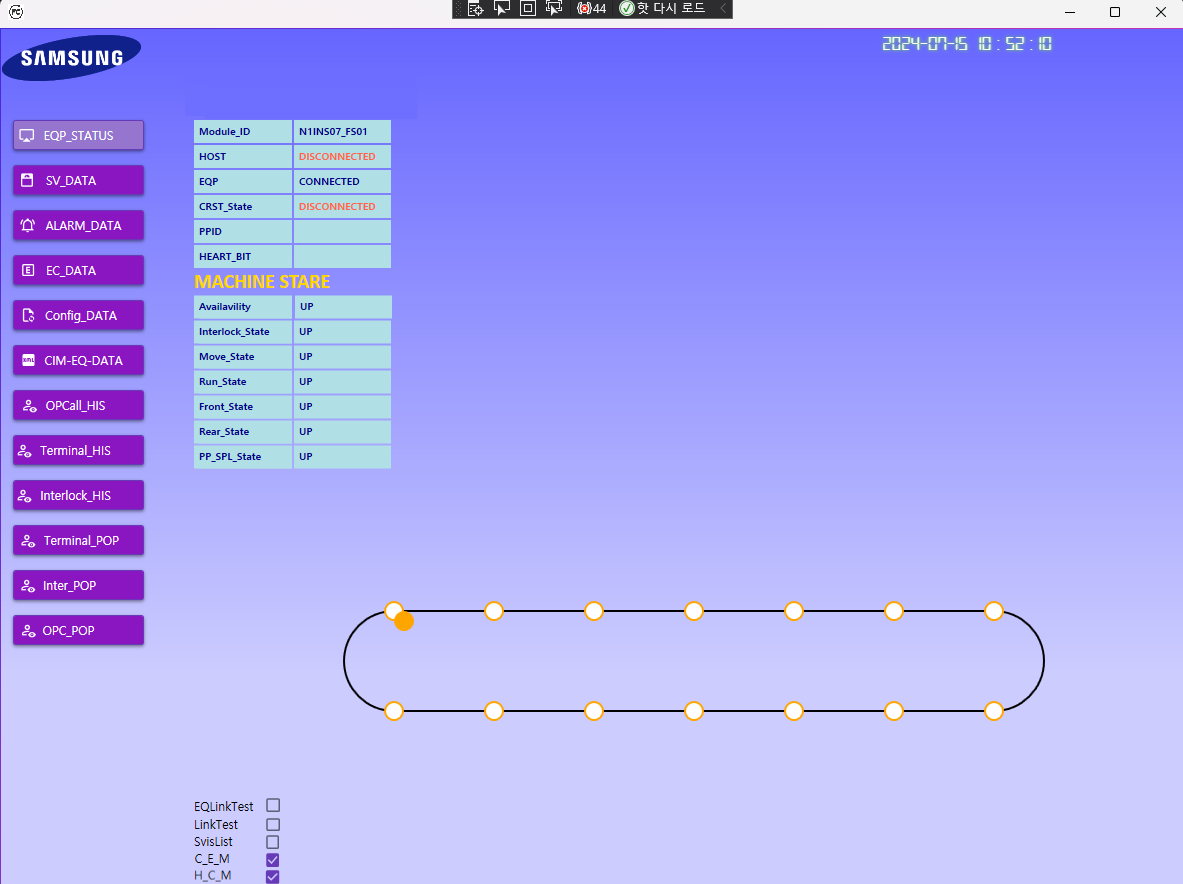 FC
44
핫 다시 로드
SAMSUNG
2024-07-15 10:52:10
EQP_STATUS
SV_DATA
ALARM_DATA
E
EC_DATA
Config_DATA
XML
CIM-EQ-DATA
OPCall_HIS
Terminal_HIS
Interlock_HIS
Terminal_POP
Inter_POP
OPC_POP
Module_ID N1INS07_FS01
HOST DISCONNECTED
EQP CONNECTED
CRST_State DISCONNECTED
PPID
HEART_BIT
MACHINE STARE
Availavility UP
Interlock_State UP
Move_State UP
Run_State UP
Front_State UP
Rear_State UP
PP_SPL_State UP
EQLinkTest
LinkTest
SvisList
C_E_M
H_C_M